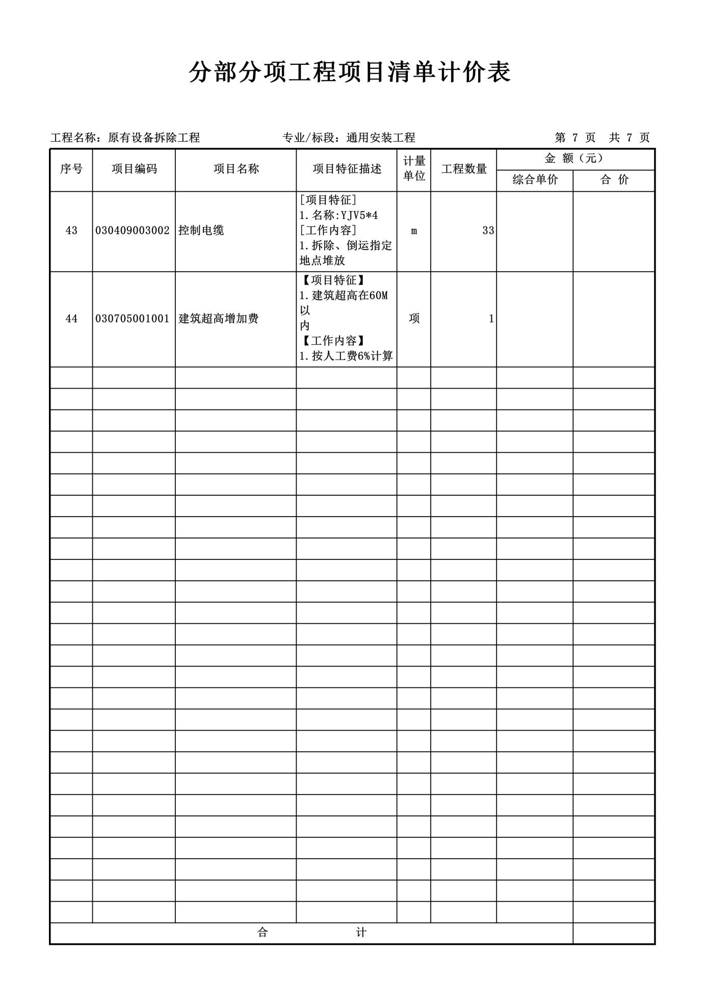 分部分项工程项目清单计价表
工程名称：原有设备拆除工程 专业/标段：通用安装工程 第 7 页 共 7 页
序号 项目编码 项目名称 项目特征描述 计量单位 工程数量 金 额（元）
综合单价 合 价
43 030409003002 控制电缆 [项目特征]
1.名称:YJV5*4
[工作内容]
1.拆除、倒运指定
地点堆放
m 33
44 030705001001 建筑超高增加费 【项目特征】
1.建筑超高在60M
以
内
【工作内容】
1.按人工费6%计算
项 1
合 计